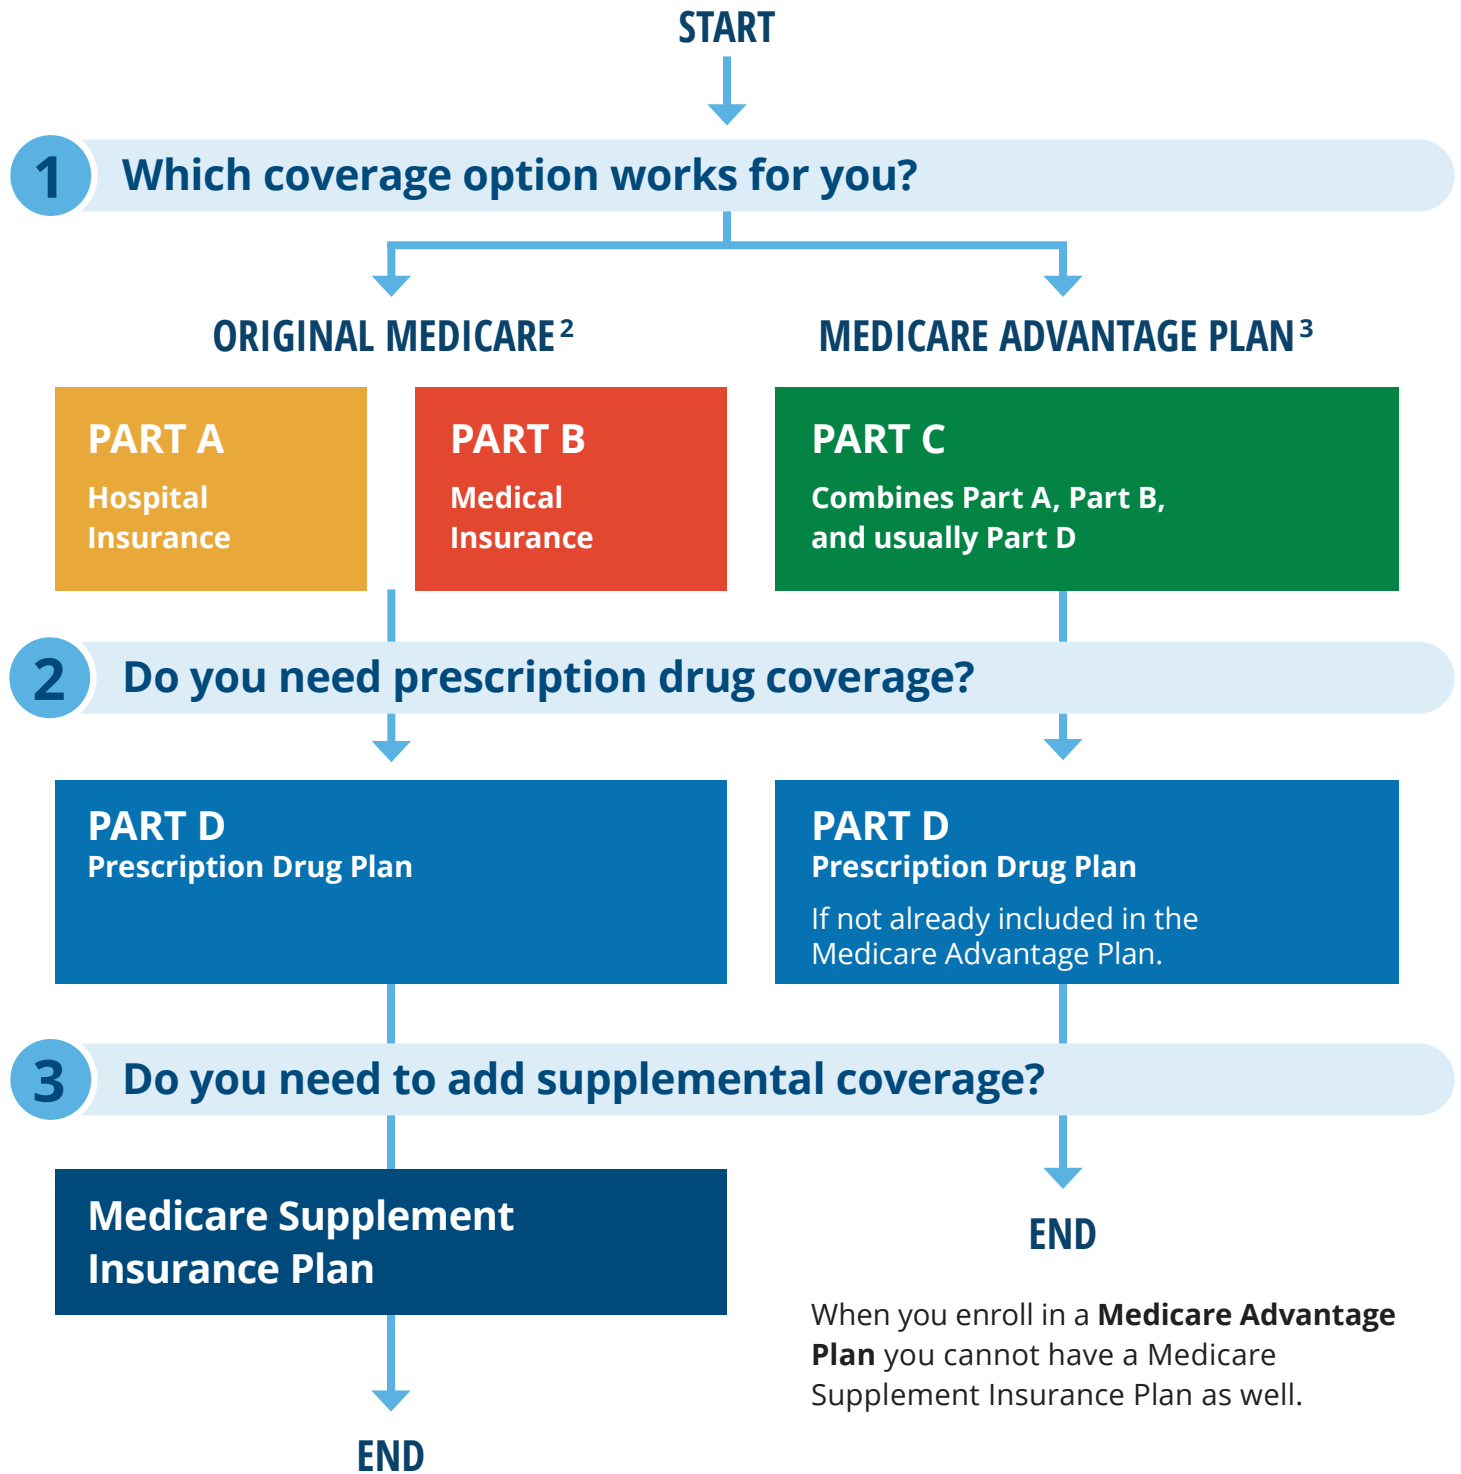 START
1 Which coverage option works for you?
ORIGINAL MEDICARE 2
MEDICARE ADVANTAGE PLAN 3
PART A
Hospital
Insurance
PART B
Medical
Insurance
PART C
Combines Part A, Part B,
and usually Part D
2 Do you need prescription drug coverage?
PART D
Prescription Drug Plan
PART D
Prescription Drug Plan
If not already included in the
Medicare Advantage Plan.
3 Do you need to add supplemental coverage?
Medicare Supplement
Insurance Plan
END
END
When you enroll in a Medicare Advantage
Plan you cannot have a Medicare
Supplement Insurance Plan as well.